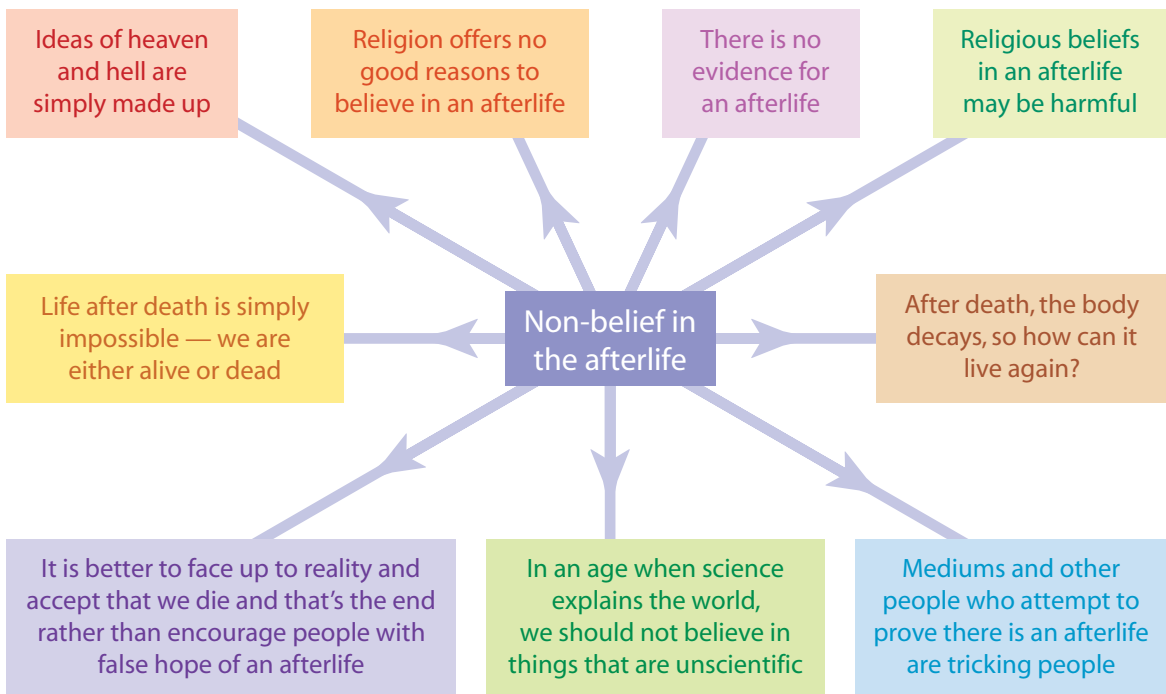 Ideas of heaven
and hell are
simply made up
Religion offers no
good reasons to
believe in an afterlife
There is no
evidence for
an afterlife
Religious beliefs
in an afterlife
may be harmful
Life after death is simply
impossible — we are
either alive or dead
Non-belief in
the afterlife
After death, the body
decays, so how can it
live again?
It is better to face up to reality and
accept that we die and that’s the end
rather than encourage people with
false hope of an afterlife
In an age when science
explains the world,
we should not believe in
things that are unscientific
Mediums and other
people who attempt to
prove there is an afterlife
are tricking people